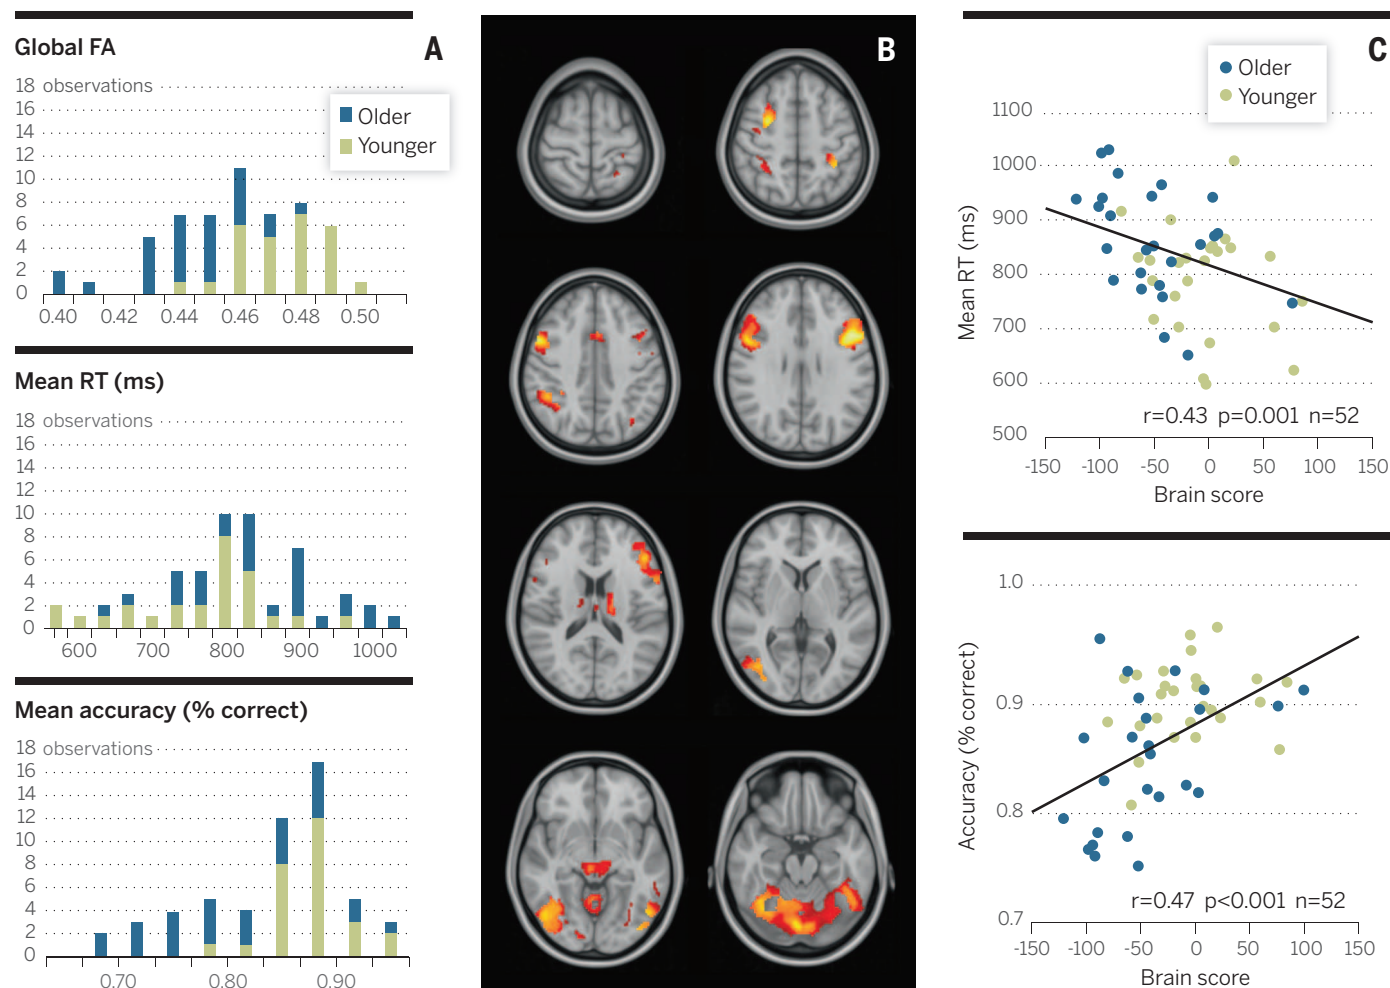 Global FA
A
18 observations
16
14
12
10
8
6
4
2
0
Older
Younger
0.40 0.42 0.44 0.46 0.48 0.50
Mean RT (ms)
18 observations
16
14
12
10
8
6
4
2
0
600 700 800 900 1000
Mean accuracy (% correct)
18 observations
16
14
12
10
8
6
4
2
0
0.70 0.80 0.90
B
C
Older
Younger
1100
1000
900
800
700
600
500
Mean RT (ms)
r=0.43 p=0.001 n=52
-150 -100 -50 0 50 100 150
Brain score
1.0
0.9
0.8
0.7
Accuracy (% correct)
r=0.47 p<0.001 n=52
-150 -100 -50 0 50 100 150
Brain score